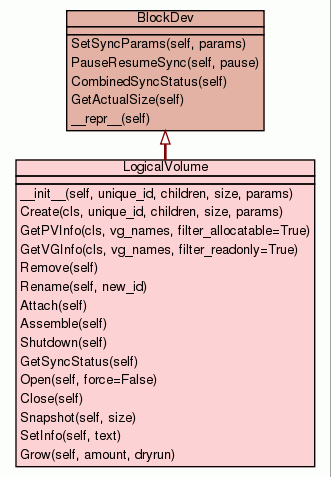 BlockDev
SetSyncParams(self, params)
PauseResumeSync(self, pause)
CombinedSyncStatus(self)
GetActualSize(self)
__repr__(self)
LogicalVolume
__init__(self, unique_id, children, size, params)
Create(cls, unique_id, children, size, params)
GetPVInfo(cls, vg_names, filter_allocatable=True)
GetVGInfo(cls, vg_names, filter_readonly=True)
Remove(self)
Rename(self, new_id)
Attach(self)
Assemble(self)
Shutdown(self)
GetSyncStatus(self)
Open(self, force=False)
Close(self)
Snapshot(self, size)
SetInfo(self, text)
Grow(self, amount, dryrun)